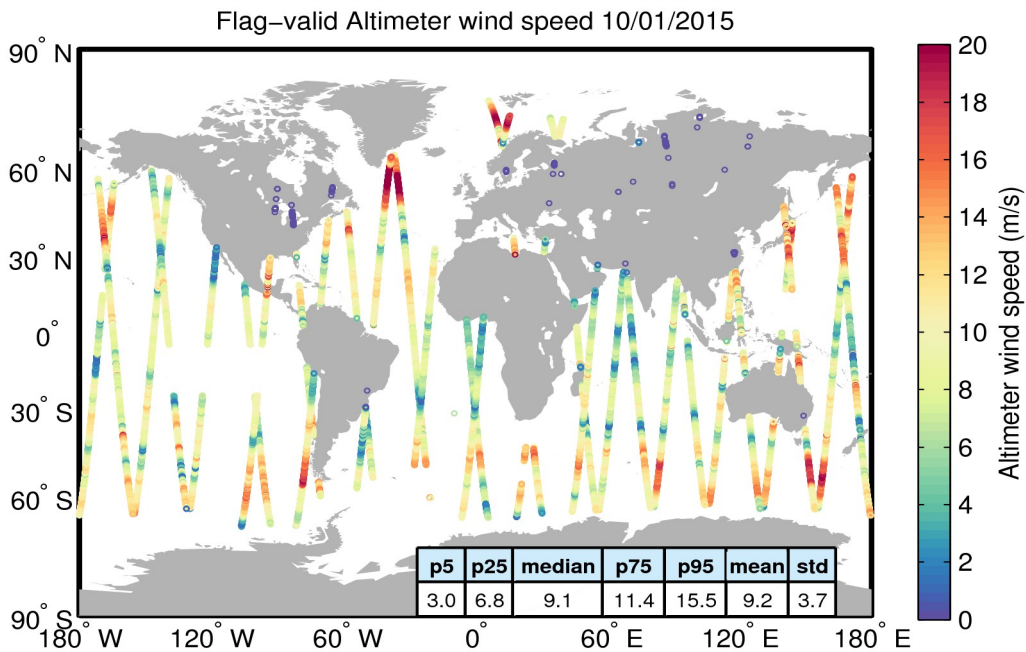 Flag−valid Altimeter wind speed 10/01/2015
90° N
60° N
30° N
0°
30° S
60° S
90° S
180° W
120° W
60° W
0°
60° E
120° E
180° E
p5 p25 median p75 p95 mean std
3.0 6.8 9.1 11.4 15.5 9.2 3.7
20
18
16
14
12
10
8
6
4
2
0
Altimeter wind speed (m/s)